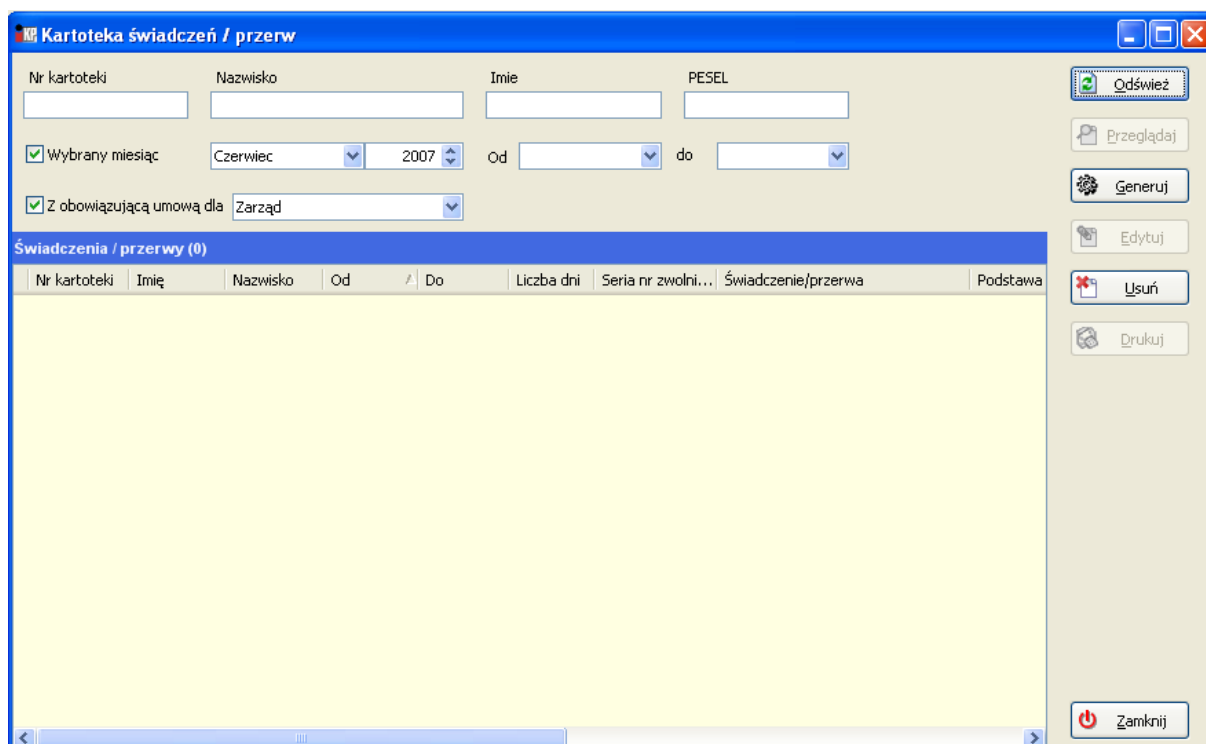 Kartoteka świadczeń / przerw
Nr kartoteki Nazwisko Imie PESEL
Odśwież
Przeglądaj
Wybrany miesiąc Czerwiec 2007 Od do
Generuj
Z obowiązującą umową dla Zarząd
Edytuj
Świadczenia / przerwy (0)
Nr kartoteki Imię Nazwisko Od Do Liczba dni Seria nr zwolni... Świadczenie/przerwa Podstawa
Usuń
Drukuj
Zamknij